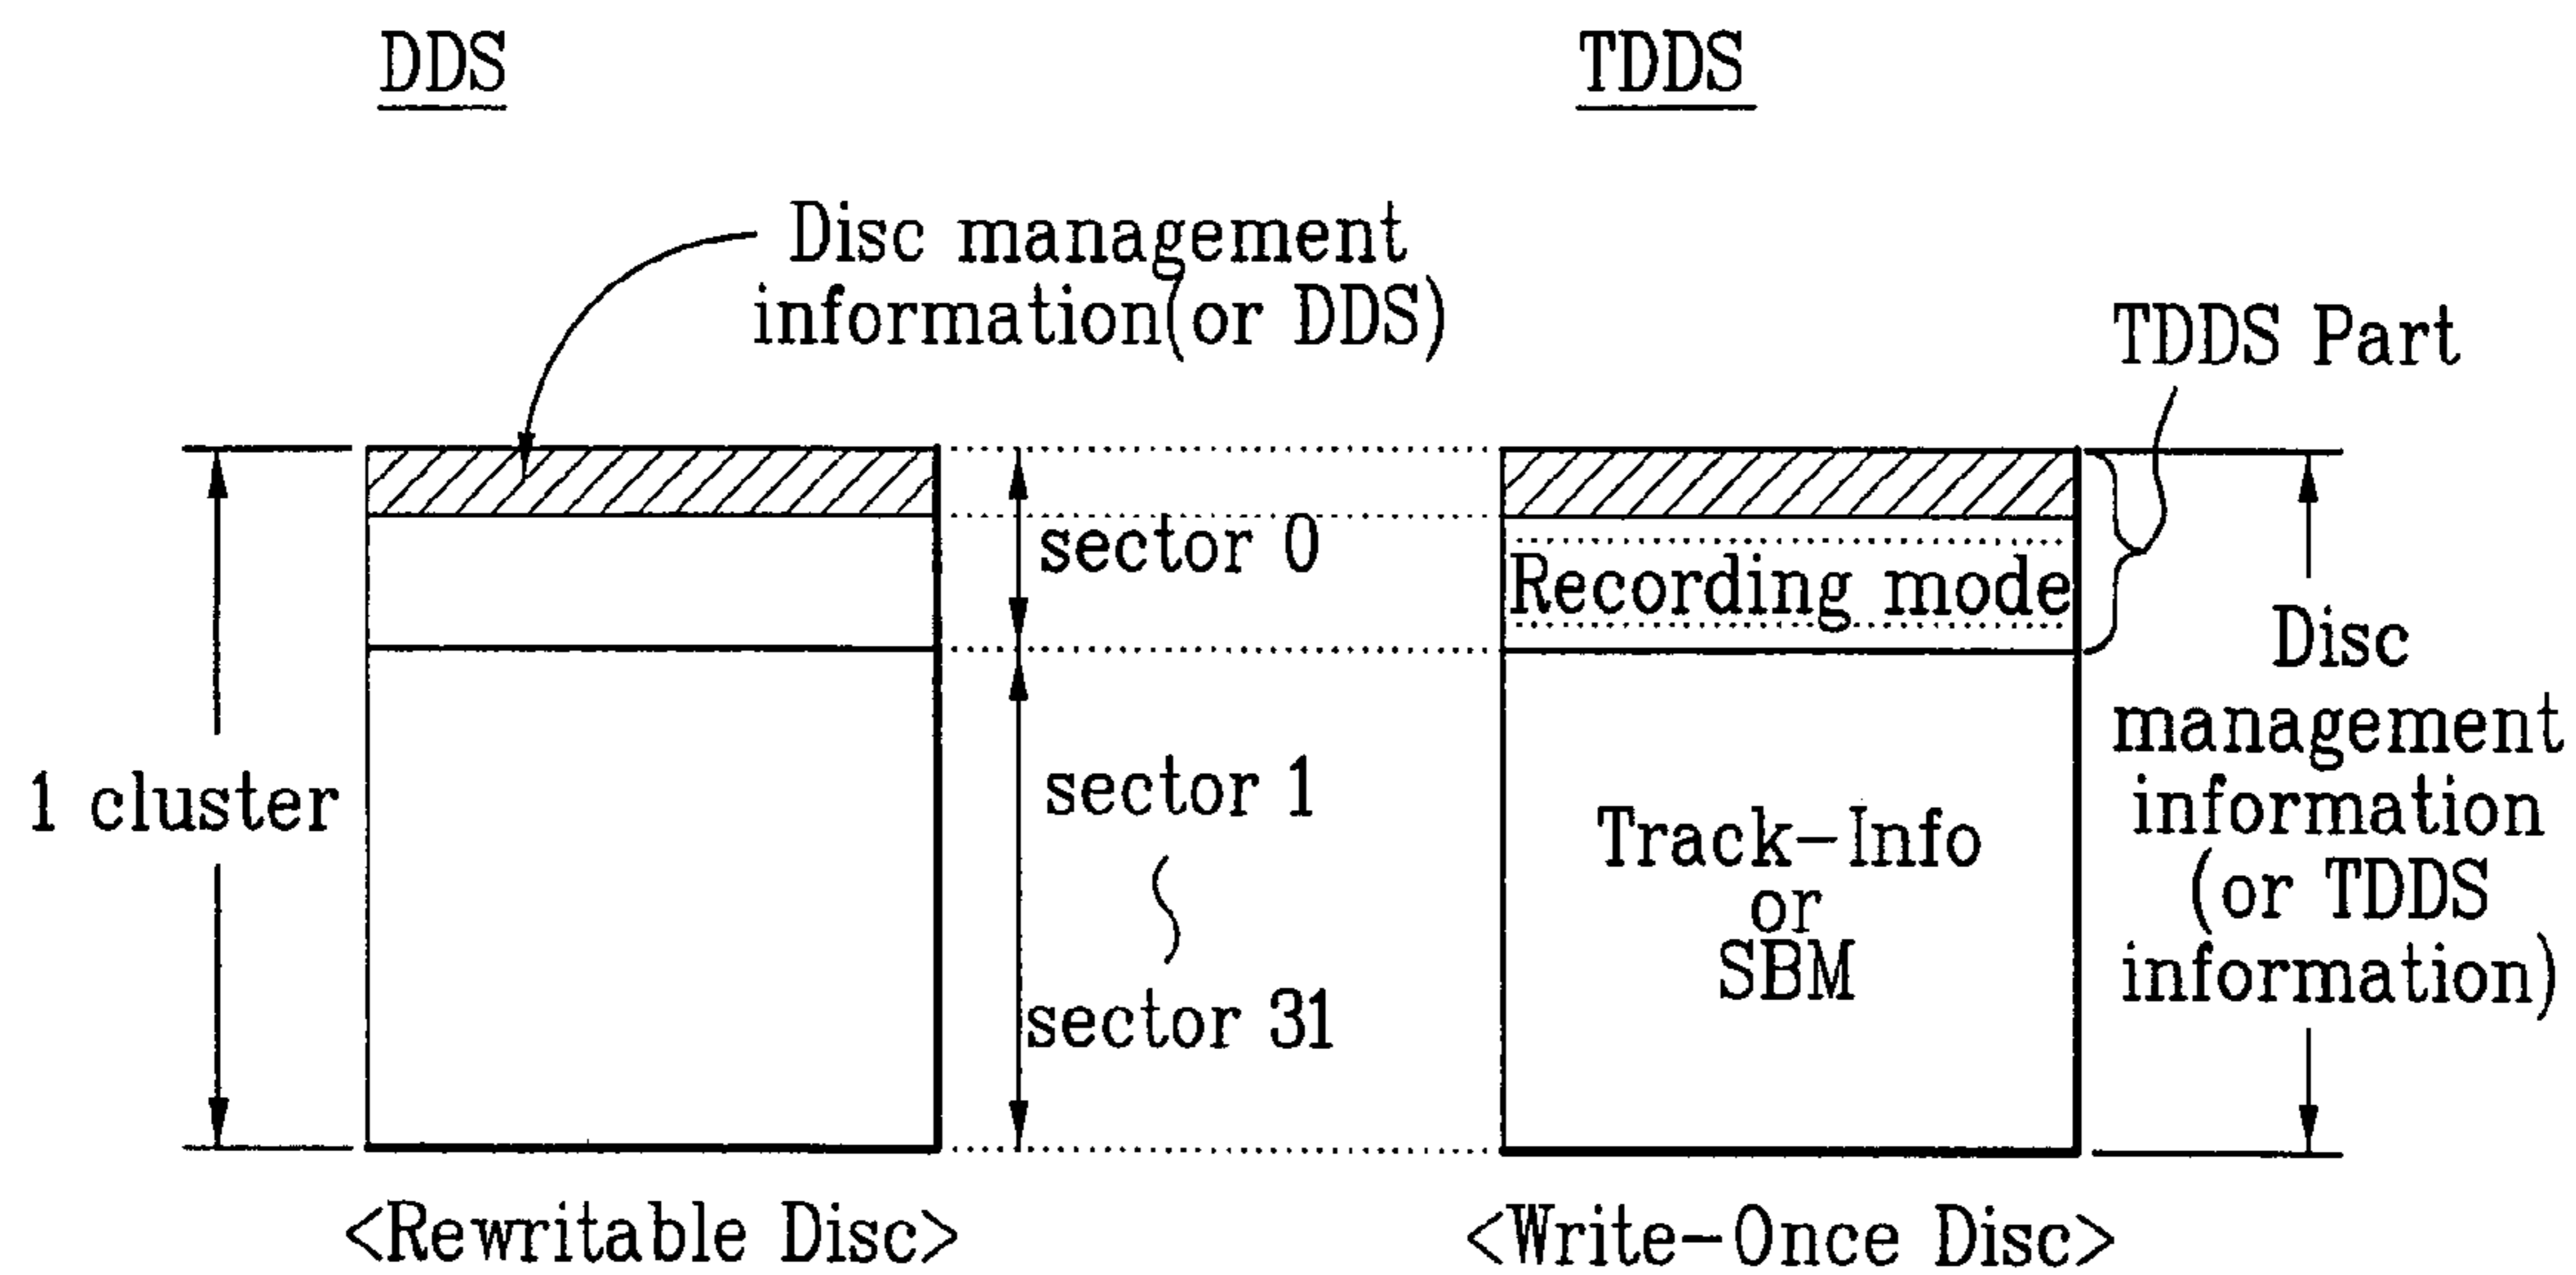 DDS
TDDS
Disc management
information(or DDS)
TDDS Part
sector 0
Recording mode
1 cluster
sector 1
sector 31
Track-Info
or
SBM
Disc
management
information
(or TDDS
information)
<Rewritable Disc>
<Write-Once Disc>